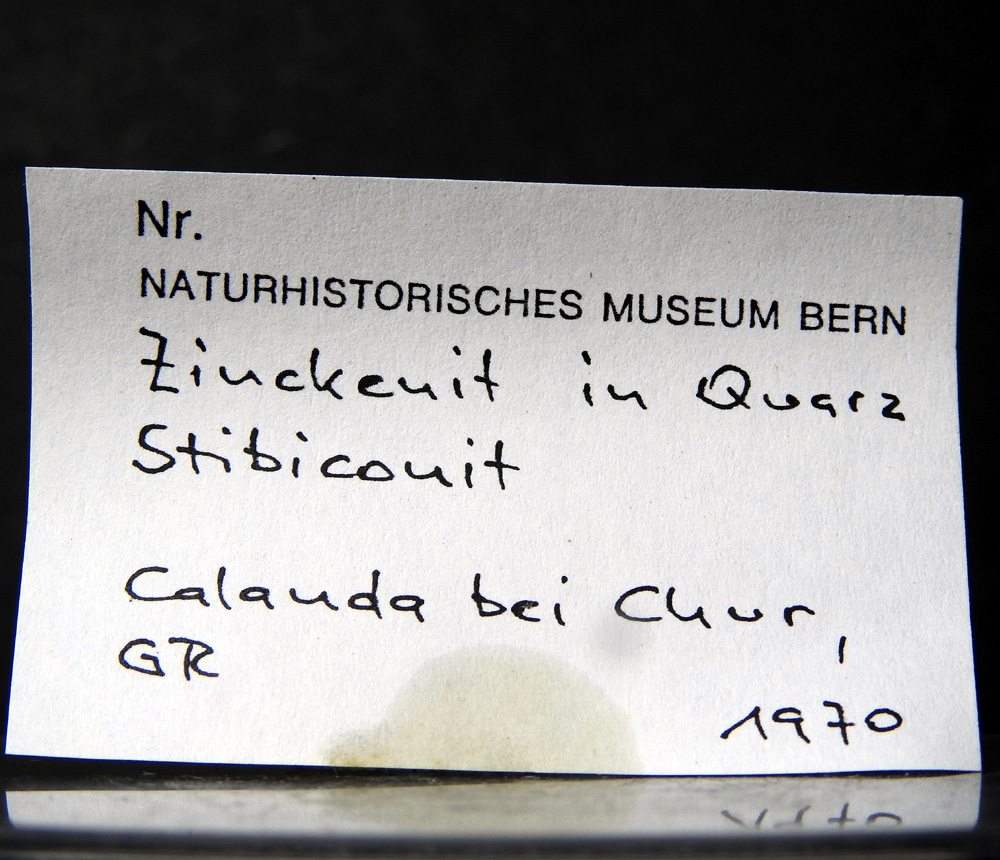 Nr.
NATURHISTORISCHES MUSEUM BERN
Zinckenit in Quarz
Stibiconit
Calanda bei Chur,
GR
1970